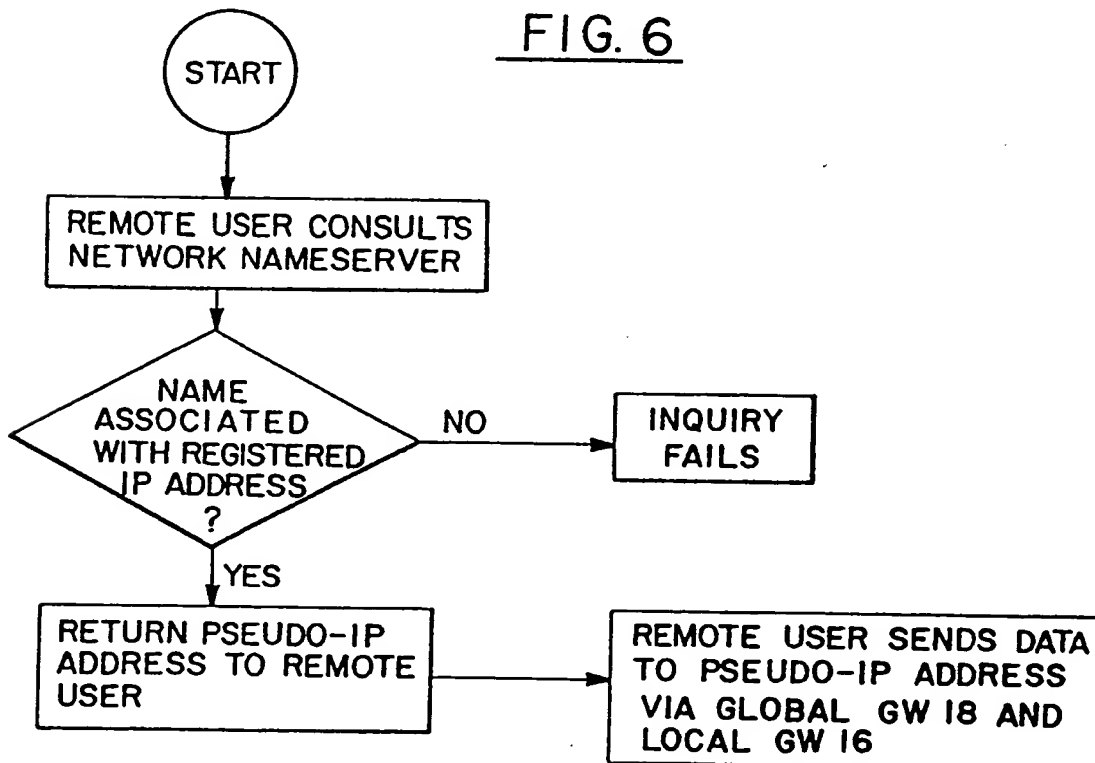 FIG. 6
START
REMOTE USER CONSULTS
NETWORK NAMESERVER
NAME
ASSOCIATED
WITH REGISTERED
IP ADDRESS
?
NO
INQUIRY
FAILS
YES
RETURN PSEUDO-IP
ADDRESS TO REMOTE
USER
REMOTE USER SENDS DATA
TO PSEUDO-IP ADDRESS
VIA GLOBAL GW 18 AND
LOCAL GW 16